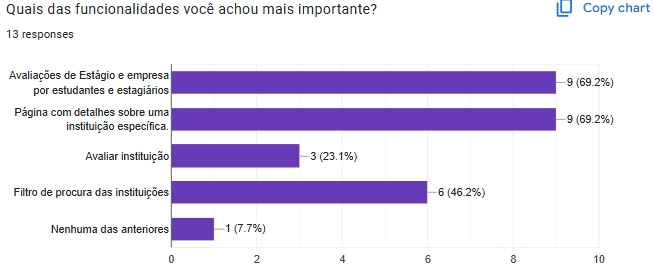 Quais das funcionalidades você achou mais importante?
Copy chart
13 responses
Avaliações de Estágio e empresa
por estudantes e estagiários
9 (69.2%)
Página com detalhes sobre uma
instituição específica.
9 (69.2%)
Avaliar instituição
3 (23.1%)
Filtro de procura das instituições
6 (46.2%)
Nenhuma das anteriores
1 (7.7%)
0 2 4 6 8 10